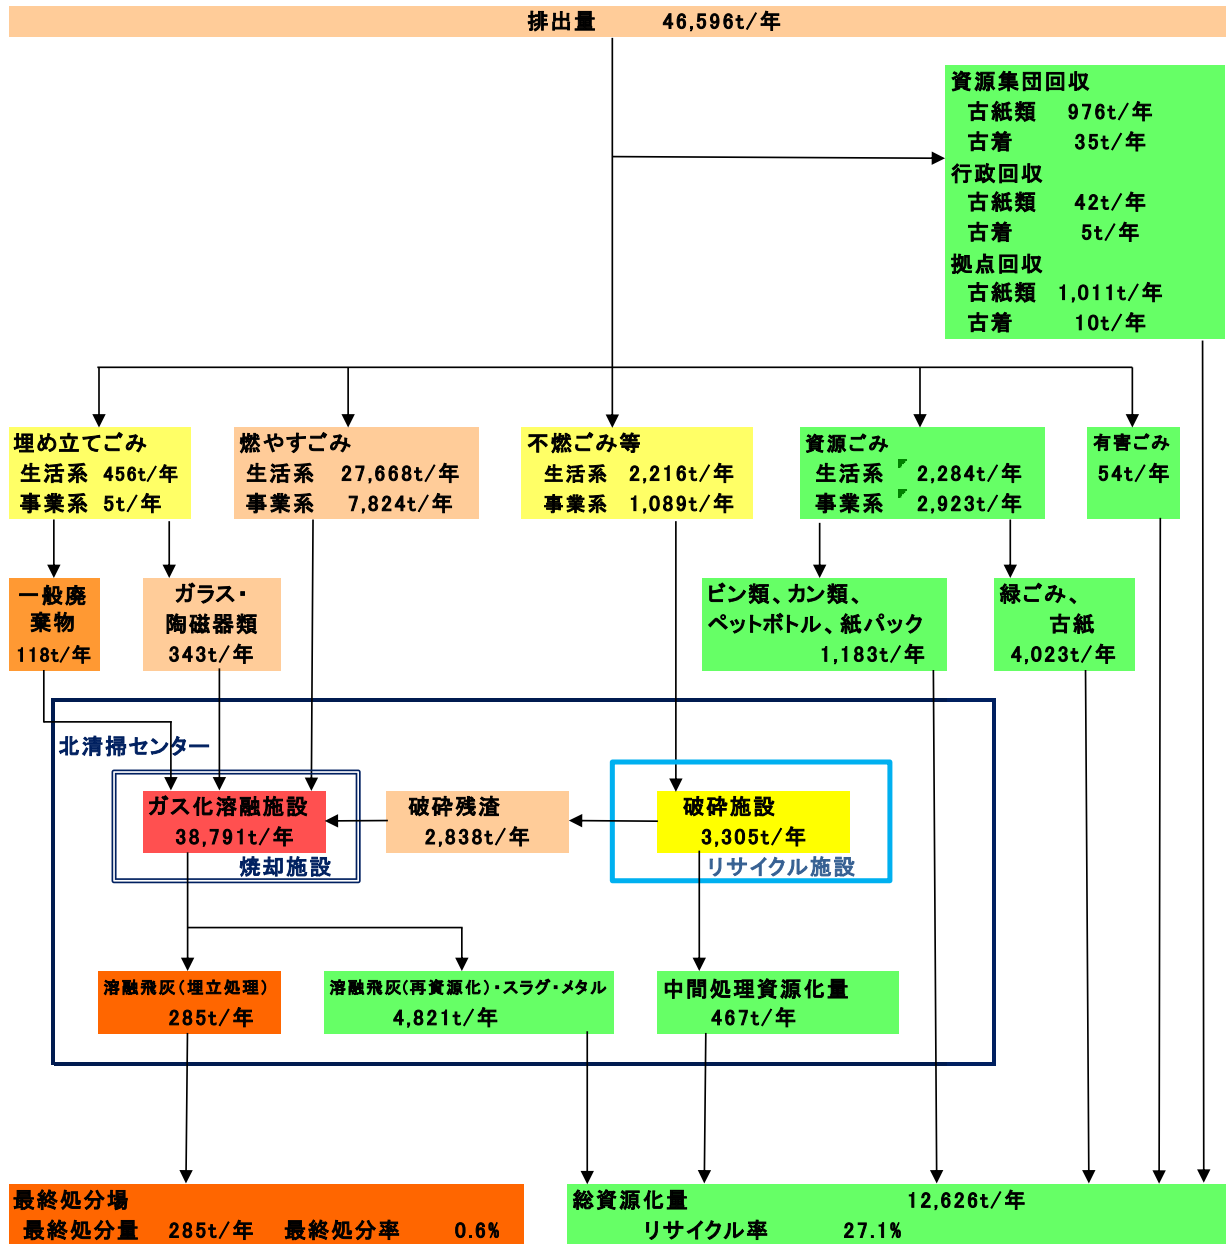 排出量 46,596t/年
資源集団回収
古紙類 976t/年
古着 35t/年
行政回収
古紙類 42t/年
古着 5t/年
拠点回収
古紙類 1,011t/年
古着 10t/年
埋め立てごみ
生活系 456t/年
事業系 5t/年
燃やすごみ
生活系 27,668t/年
事業系 7,824t/年
不燃ごみ等
生活系 2,216t/年
事業系 1,089t/年
資源ごみ
生活系 2,284t/年
事業系 2,923t/年
有害ごみ
54t/年
一般廃
棄物
118t/年
ガラス・
陶磁器類
343t/年
ビン類、カン類、
ペットボトル、紙パック
1,183t/年
緑ごみ、
古紙
4,023t/年
北清掃センター
ガス化溶融施設
38,791t/年
焼却施設
破砕残渣
2,838t/年
破砕施設
3,305t/年
リサイクル施設
溶融飛灰(埋立処理)
285t/年
溶融飛灰(再資源化)・スラグ・メタル
4,821t/年
中間処理資源化量
467t/年
最終処分場
最終処分量 285t/年 最終処分率 0.6%
総資源化量 12,626t/年
リサイクル率 27.1%